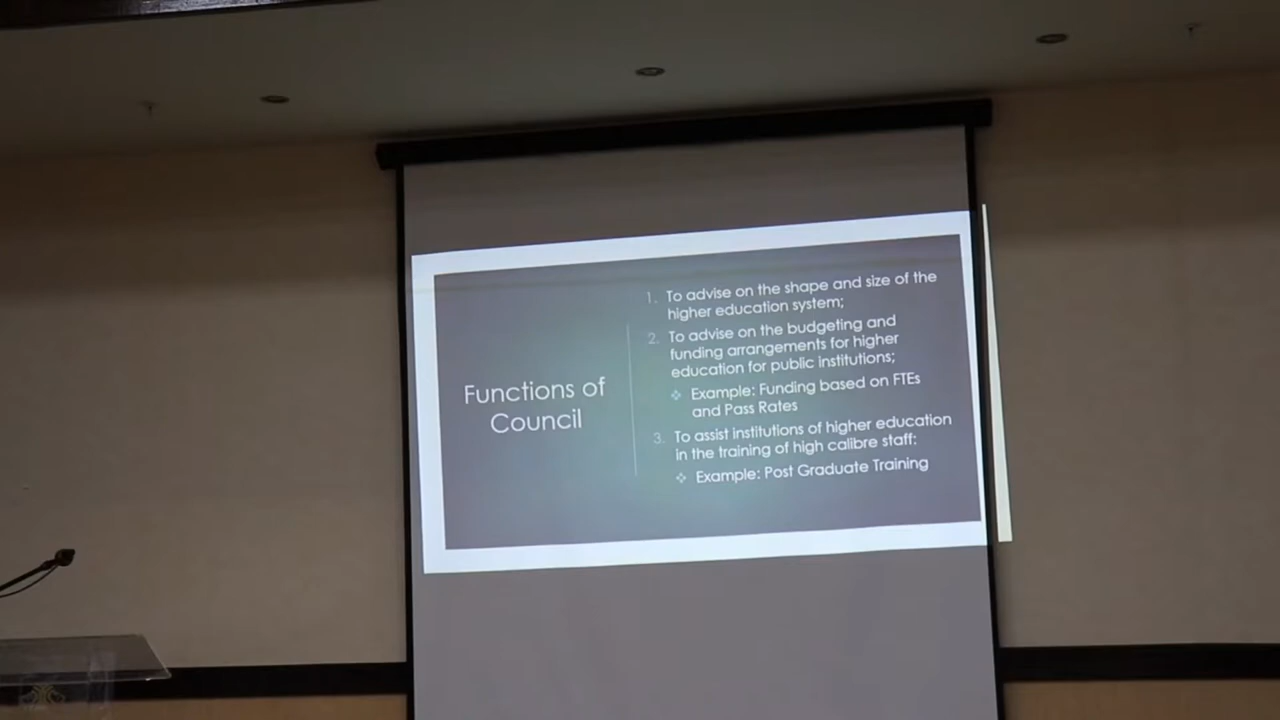 Functions of
Council
1. To advise on the shape and size of the
higher education system;
2. To advise on the budgeting and
funding arrangements for higher
education for public institutions;
Example: Funding based on FTEs
and Pass Rates
3. To assist institutions of higher education
in the training of high calibre staff:
Example: Post Graduate Training